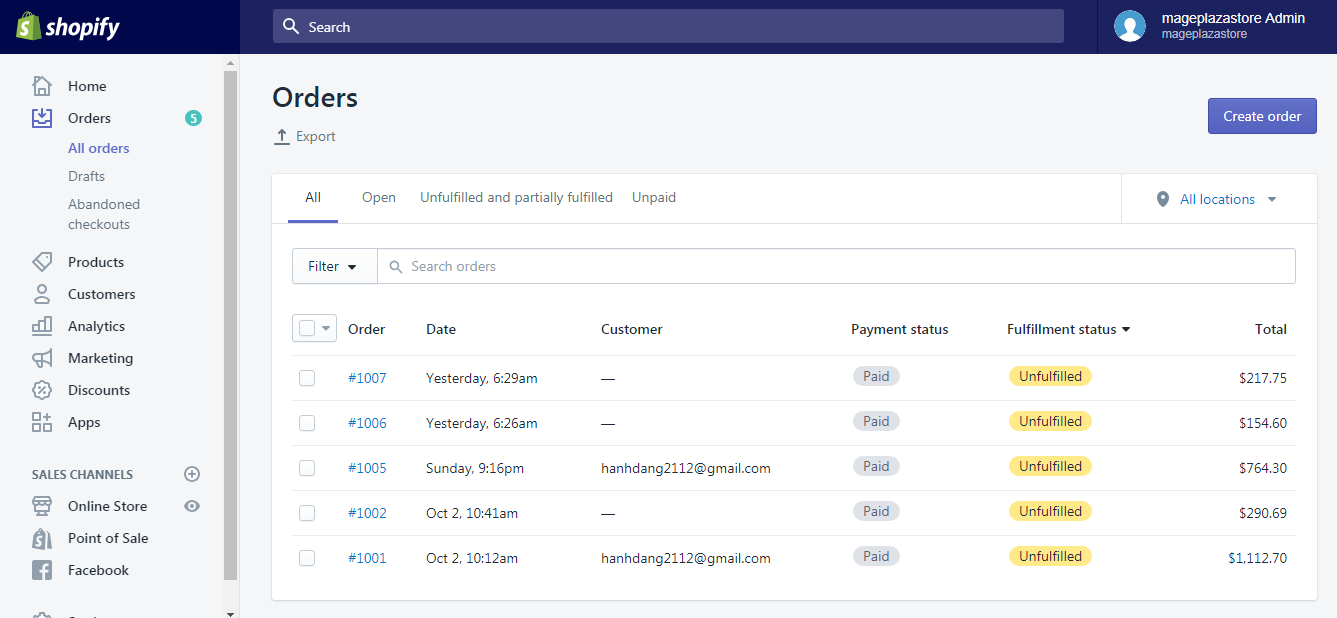 shopify
Search
mageplazastore Admin
mageplazastore
Home
Orders 5
All orders
Drafts
Abandoned
checkouts
Products
Customers
Analytics
Marketing
Discounts
Apps
SALES CHANNELS
Online Store
Point of Sale
Facebook
Orders
Export
Create order
All Open Unfulfilled and partially fulfilled Unpaid All locations
Filter Search orders
Order Date Customer Payment status Fulfillment status Total
#1007 Yesterday, 6:29am — Paid Unfulfilled $217.75
#1006 Yesterday, 6:26am — Paid Unfulfilled $154.60
#1005 Sunday, 9:16pm hanhdang2112@gmail.com Paid Unfulfilled $764.30
#1002 Oct 2, 10:41am — Paid Unfulfilled $290.69
#1001 Oct 2, 10:12am hanhdang2112@gmail.com Paid Unfulfilled $1,112.70